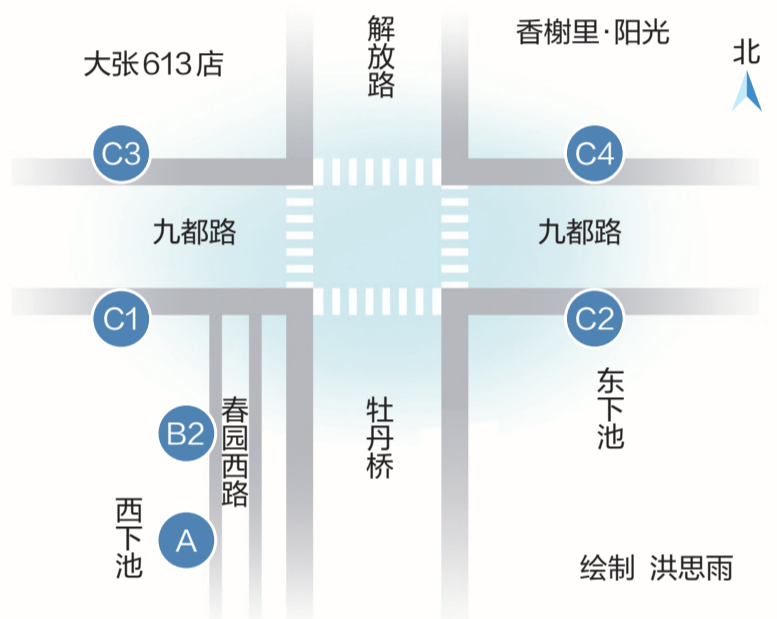 大张613店
解放路
香榭里·阳光
北
C3
C4
九都路
九都路
C1
C2
春园西路
牡丹桥
东下池
B2
A
西下池
绘制 洪思雨